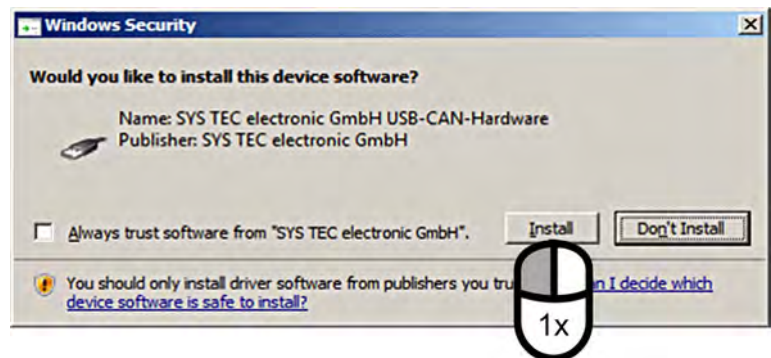 Windows Security
Would you like to install this device software?
Name: SYS TEC electronic GmbH USB-CAN-Hardware
Publisher: SYS TEC electronic GmbH
Always trust software from "SYS TEC electronic GmbH".
Install
Don't Install
You should only install driver software from publishers you I decide which
device software is safe to install?
1x